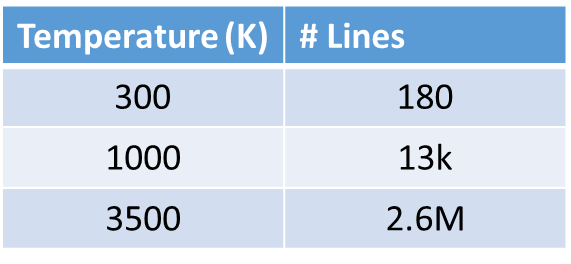 Temperature (K) # Lines
300 180
1000 13k
3500 2.6M